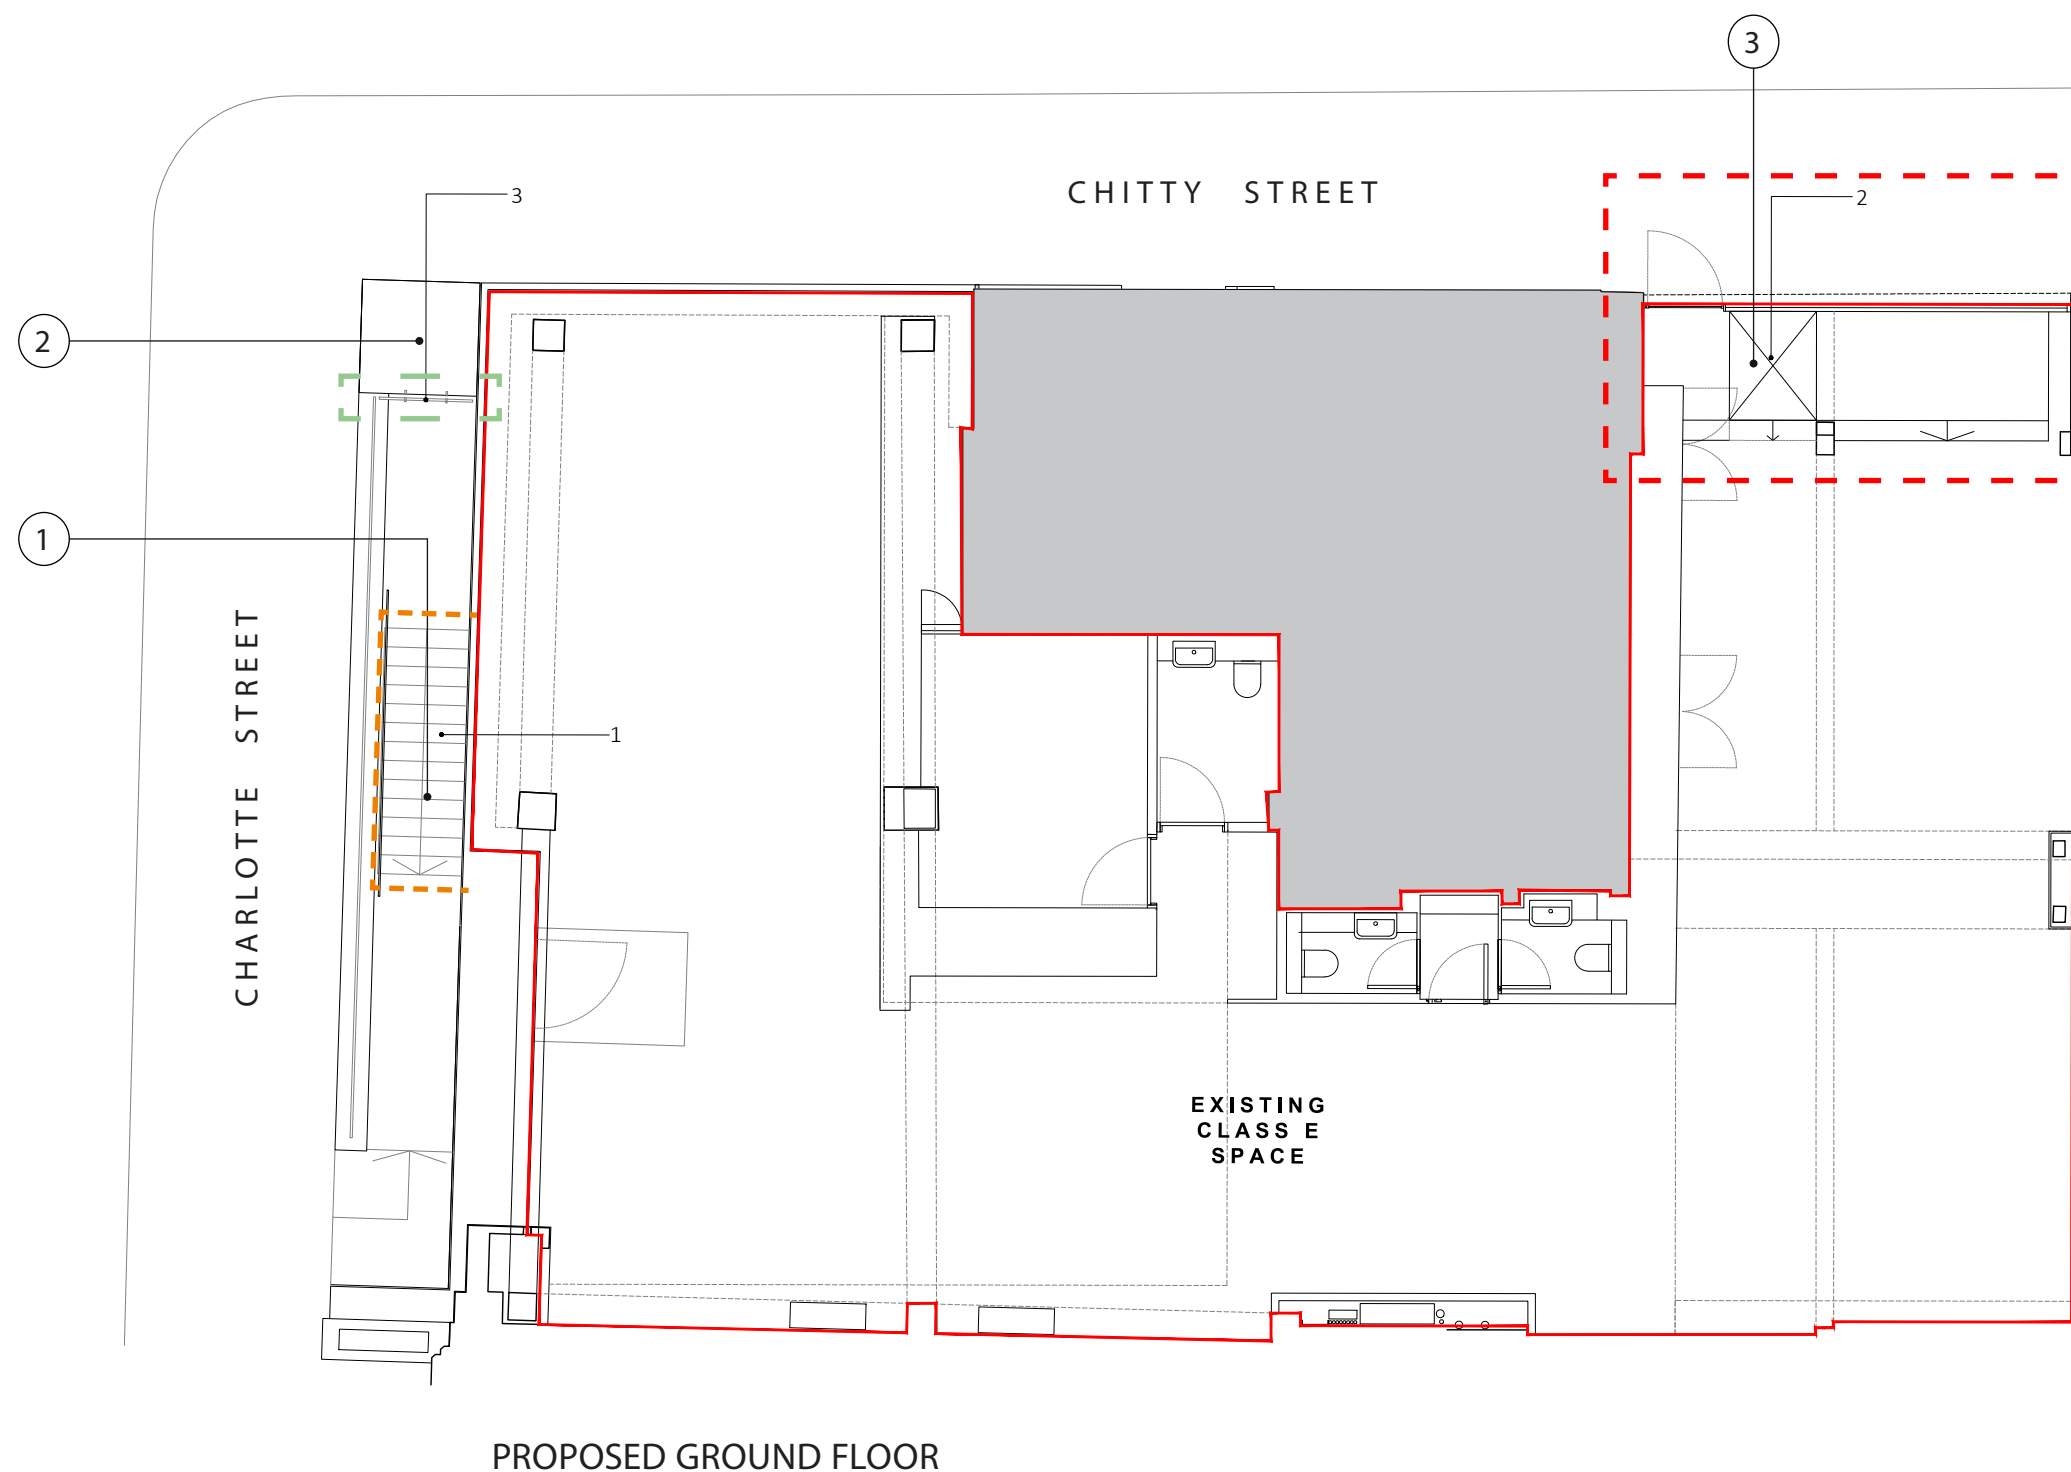 3
CHITTY STREET
3
2
2
1
1
CHARLOTTE STREET
EXISTING
CLASS E
SPACE
PROPOSED GROUND FLOOR